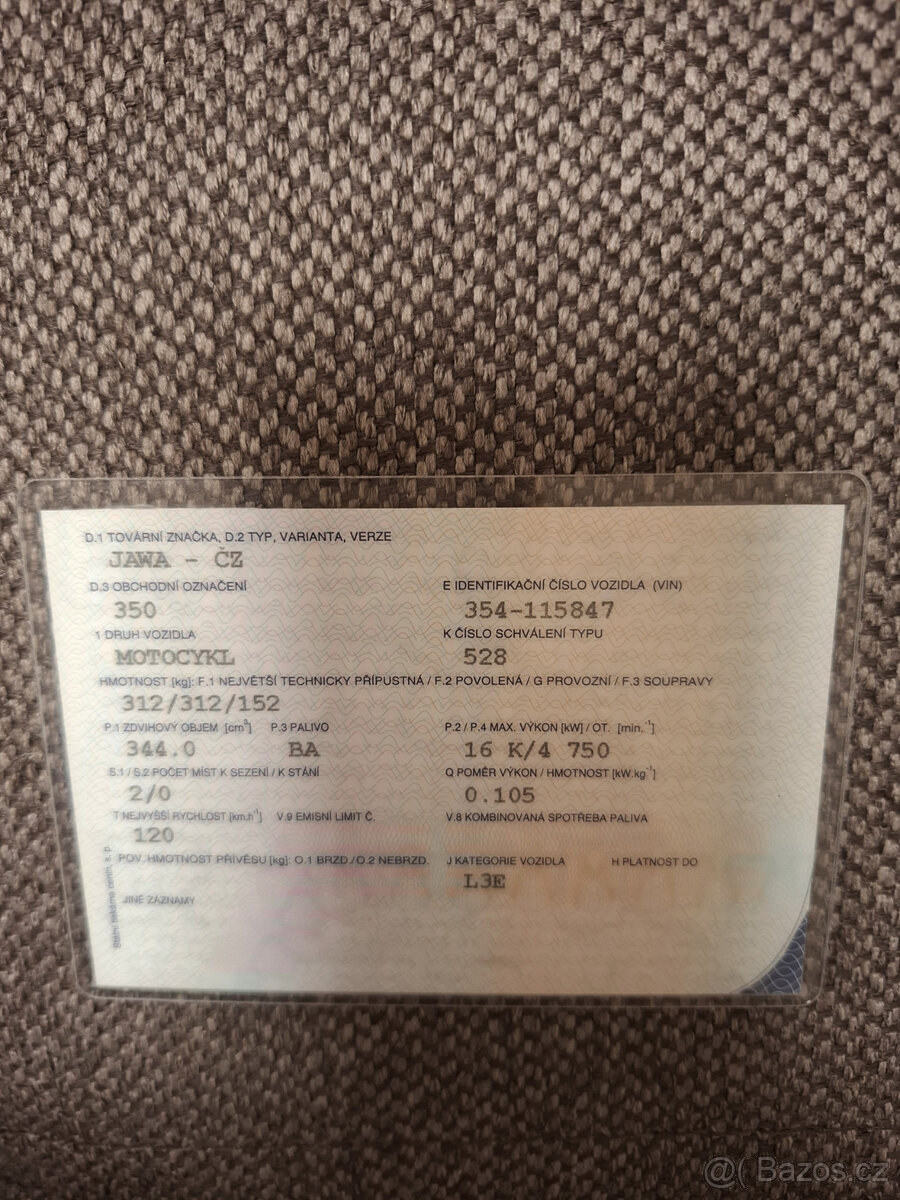 D.1 TOVÁRNÍ ZNAČKA, D.2 TYP, VARIANTA, VERZE
JAWA - ČZ
D.3 OBCHODNÍ OZNAČENÍ E IDENTIFIKAČNÍ ČÍSLO VOZIDLA (VIN)
350 354-115847
1 DRUH VOZIDLA K ČÍSLO SCHVÁLENÍ TYPU
MOTOCYKL 528
HMOTNOST [kg]: F.1 NEJVĚTŠÍ TECHNICKY PŘÍPUSTNÁ / F.2 POVOLENÁ / G PROVOZNÍ / F.3 SOUPRAVY
312/312/152
P.1 ZDVIHOVÝ OBJEM [cm³] P.3 PALIVO P.2 / P.4 MAX. VÝKON [kW] / OT. [min.⁻¹]
344.0 BA 16 K/4 750
S.1 / S.2 POČET MÍST K SEZENÍ / K STÁNÍ Q POMĚR VÝKON / HMOTNOST [kW.kg⁻¹]
2/0 0.105
T NEJVYŠŠÍ RYCHLOST [km.h⁻¹] V.9 EMISNÍ LIMIT Č. V.8 KOMBINOVANÁ SPOTŘEBA PALIVA
120
POV. HMOTNOST PŘÍVĚSU [kg]: O.1 BRZD./O.2 NEBRZD. J KATEGORIE VOZIDLA H PLATNOST DO
L3E
JINÉ ZÁZNAMY
Státní tiskárna cenin, s. p.
@( Bazos.cz